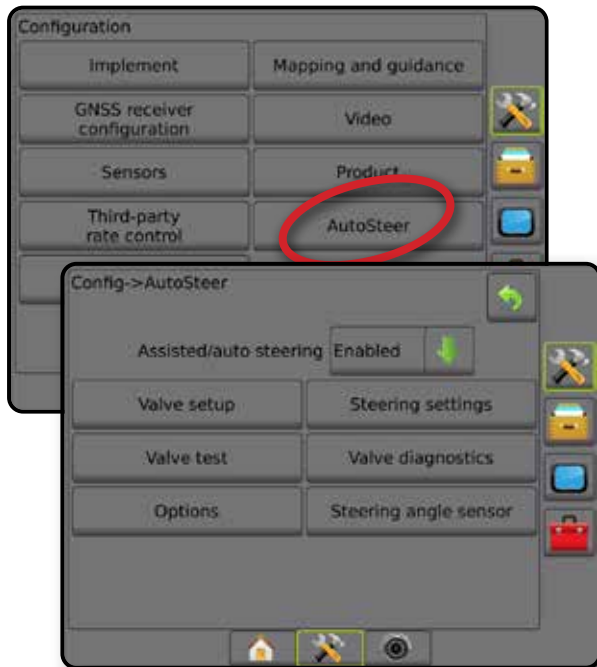 Configuration
Implement
Mapping and guidance
GNSS receiver
configuration
Video
Sensors
Product
Third-party
rate control
AutoSteer
Config->AutoSteer
Assisted/auto steering Enabled
Valve setup
Steering settings
Valve test
Valve diagnostics
Options
Steering angle sensor